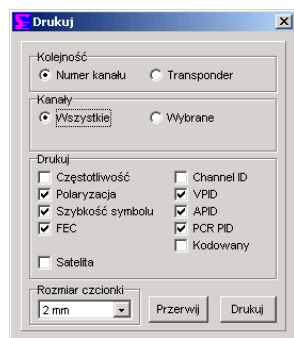 Drukuj
Kolejność
Numer kanału Transponder
Kanały
Wszystkie Wybrane
Drukuj
Częstotliwość Channel ID
Polaryzacja VPID
Szybkość symbolu APID
FEC PCR PID
Kodowany
Satelita
Rozmiar czcionki
2 mm Przerwij Drukuj